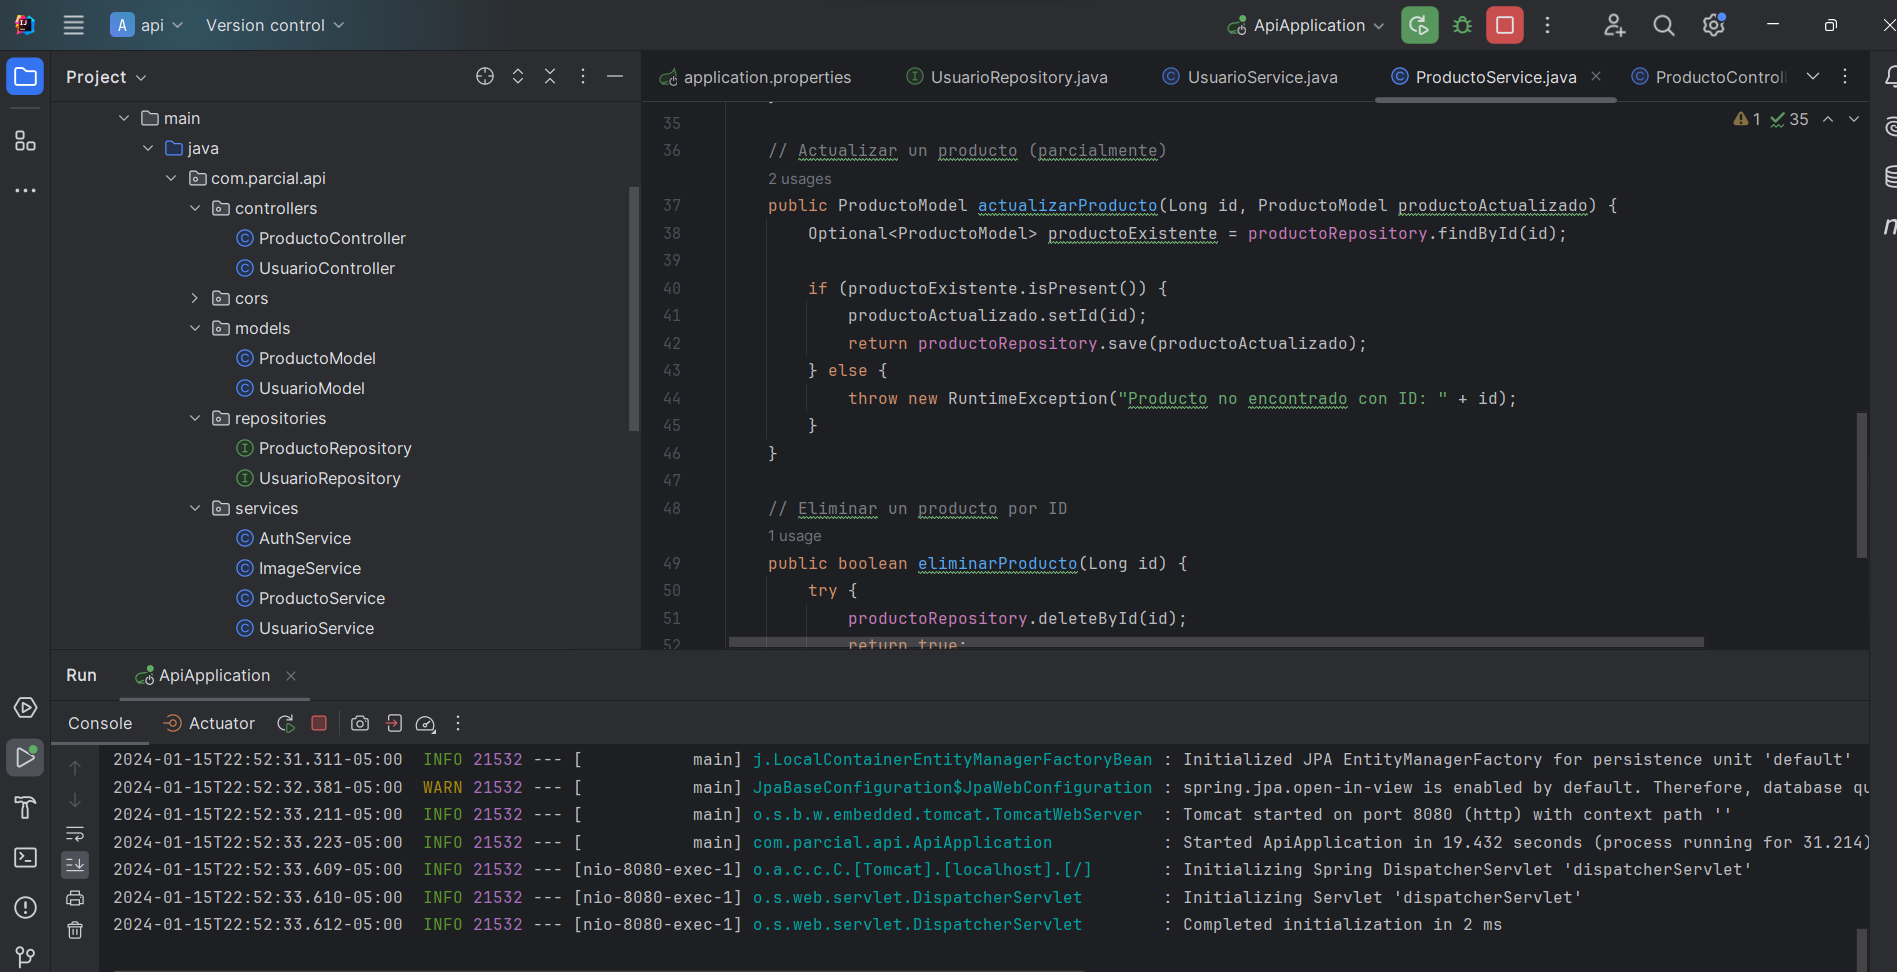 A api Version control ApiApplication
Project
application.properties UsuarioRepository.java UsuarioService.java ProductoService.java ProductoControll
main
java
com.parcial.api
controllers
ProductoController
UsuarioController
cors
models
ProductoModel
UsuarioModel
repositories
ProductoRepository
UsuarioRepository
services
AuthService
ImageService
ProductoService
UsuarioService
1 35
35
36 // Actualizar un producto (parcialmente)
2 usages
37 public ProductoModel actualizarProducto(Long id, ProductoModel productoActualizado) {
38 Optional<ProductoModel> productoExistente = productoRepository.findById(id);
39
40 if (productoExistente.isPresent()) {
41 productoActualizado.setId(id);
42 return productoRepository.save(productoActualizado);
43 } else {
44 throw new RuntimeException("Producto no encontrado con ID: " + id);
45 }
46 }
47
48 // Eliminar un producto por ID
1 usage
49 public boolean eliminarProducto(Long id) {
50 try {
51 productoRepository.deleteById(id);
52 return true;
Run ApiApplication
Console Actuator
2024-01-15T22:52:31.311-05:00 INFO 21532 --- [ main] j.LocalContainerEntityManagerFactoryBean : Initialized JPA EntityManagerFactory for persistence unit 'default'
2024-01-15T22:52:32.381-05:00 WARN 21532 --- [ main] JpaBaseConfiguration$JpaWebConfiguration : spring.jpa.open-in-view is enabled by default. Therefore, database qu
2024-01-15T22:52:33.211-05:00 INFO 21532 --- [ main] o.s.b.w.embedded.tomcat.TomcatWebServer : Tomcat started on port 8080 (http) with context path ''
2024-01-15T22:52:33.223-05:00 INFO 21532 --- [ main] com.parcial.api.ApiApplication : Started ApiApplication in 19.432 seconds (process running for 31.214)
2024-01-15T22:52:33.609-05:00 INFO 21532 --- [nio-8080-exec-1] o.a.c.c.C.[Tomcat].[localhost].[/] : Initializing Spring DispatcherServlet 'dispatcherServlet'
2024-01-15T22:52:33.610-05:00 INFO 21532 --- [nio-8080-exec-1] o.s.web.servlet.DispatcherServlet : Initializing Servlet 'dispatcherServlet'
2024-01-15T22:52:33.612-05:00 INFO 21532 --- [nio-8080-exec-1] o.s.web.servlet.DispatcherServlet : Completed initialization in 2 ms